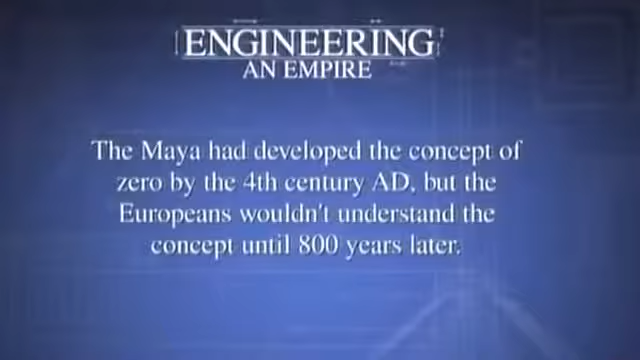 ENGINEERING
AN EMPIRE
The Maya had developed the concept of
zero by the 4th century AD, but the
Europeans wouldn't understand the
concept until 800 years later.